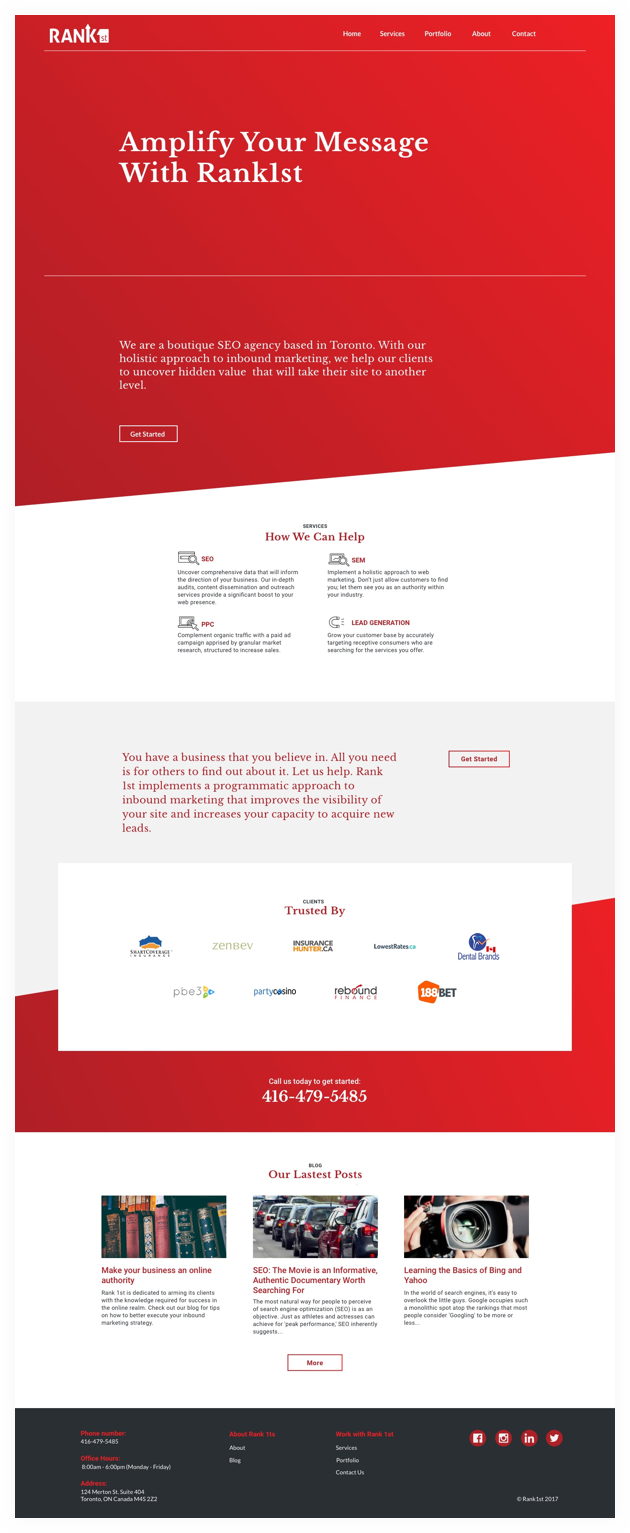 RANK1st
Home Services Portfolio About Contact
Amplify Your Message
With Rank1st
We are a boutique SEO agency based in Toronto. With our
holistic approach to inbound marketing, we help our clients
to uncover hidden value  that will take their site to another
level.
Get Started
SERVICES
How We Can Help
SEO
Uncover comprehensive data that will inform
the direction of your business. Our in-depth
audits, content dissemination and outreach
services provide a significant boost to your
web presence.
SEM
Implement a holistic approach to web
marketing. Don't just allow customers to find
you; let them see you as an authority within
your industry.
PPC
Complement organic traffic with a paid ad
campaign apprised by granular market
research, structured to increase sales.
LEAD GENERATION
Grow your customer base by accurately
targeting receptive consumers who are
searching for the services you offer.
You have a business that you believe in. All you need
is for others to find out about it. Let us help. Rank
1st implements a programmatic approach to
inbound marketing that improves the visibility of
your site and increases your capacity to acquire new
leads.
Get Started
CLIENTS
Trusted By
SMARTCOVERAGE
INSURANCE
zenbev
INSURANCE
HUNTER.CA
LowestRates.ca
Dental Brands
pbe3
partycasino
rebound
FINANCE
188BET
Call us today to get started:
416-479-5485
BLOG
Our Lastest Posts
Make your business an online
authority
Rank 1st is dedicated to arming its clients
with the knowledge required for success in
the online realm. Check out our blog for tips
on how to better execute your inbound
marketing strategy.
SEO: The Movie is an Informative,
Authentic Documentary Worth
Searching For
The most natural way for people to perceive
of search engine optimization (SEO) is as an
objective. Just as athletes and actresses can
achieve for 'peak performance,' SEO inherently
suggests...
Learning the Basics of Bing and
Yahoo
In the world of search engines, it's easy to
overlook the little guys. Google occupies such
a monolithic spot atop the rankings that most
people consider 'Googling' to be more or
less...
More
Phone number:
416-479-5485
Office Hours:
8:00am - 6:00pm (Monday - Friday)
Address:
124 Merton St. Suite 404
Toronto, ON Canada M4S 2Z2
About Rank 1ts
About
Blog
Work with Rank 1st
Services
Portfolio
Contact Us
© Rank1st 2017